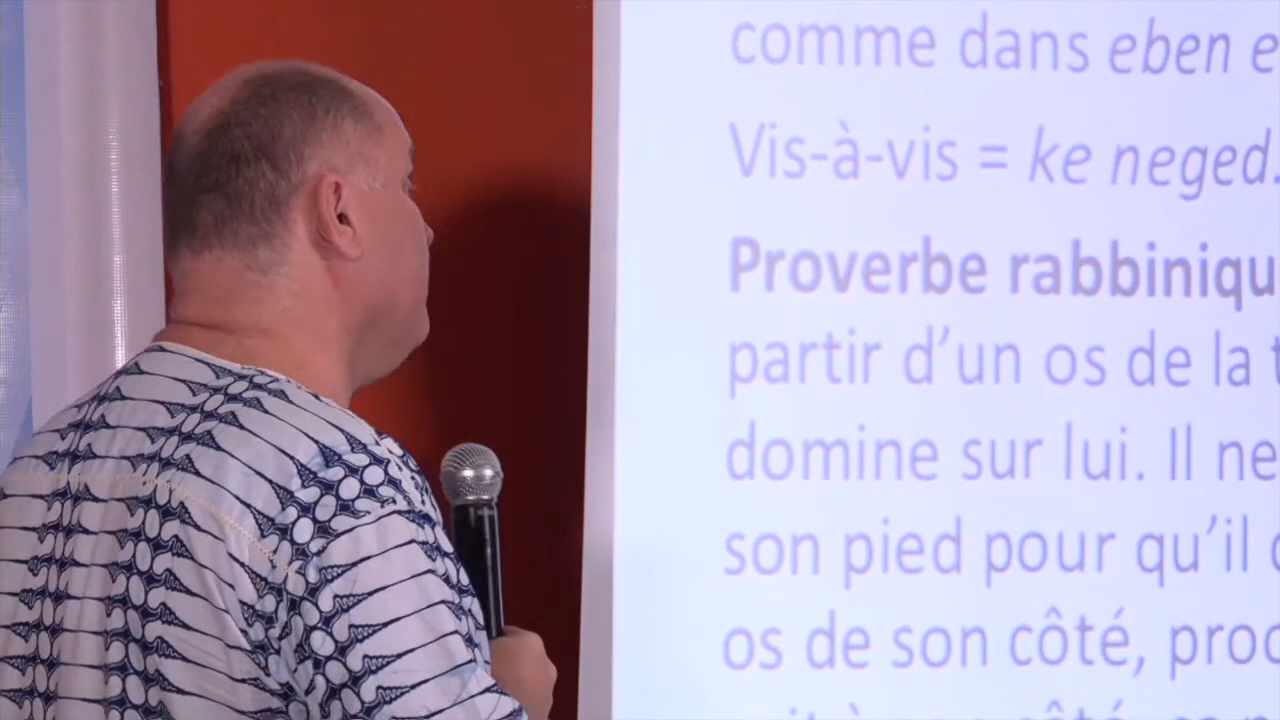 comme dans eben e
Vis-à-vis = ke neged.
Proverbe rabbiniqu
partir d’un os de la t
domine sur lui. Il ne
son pied pour qu’il
os de son côté, proc